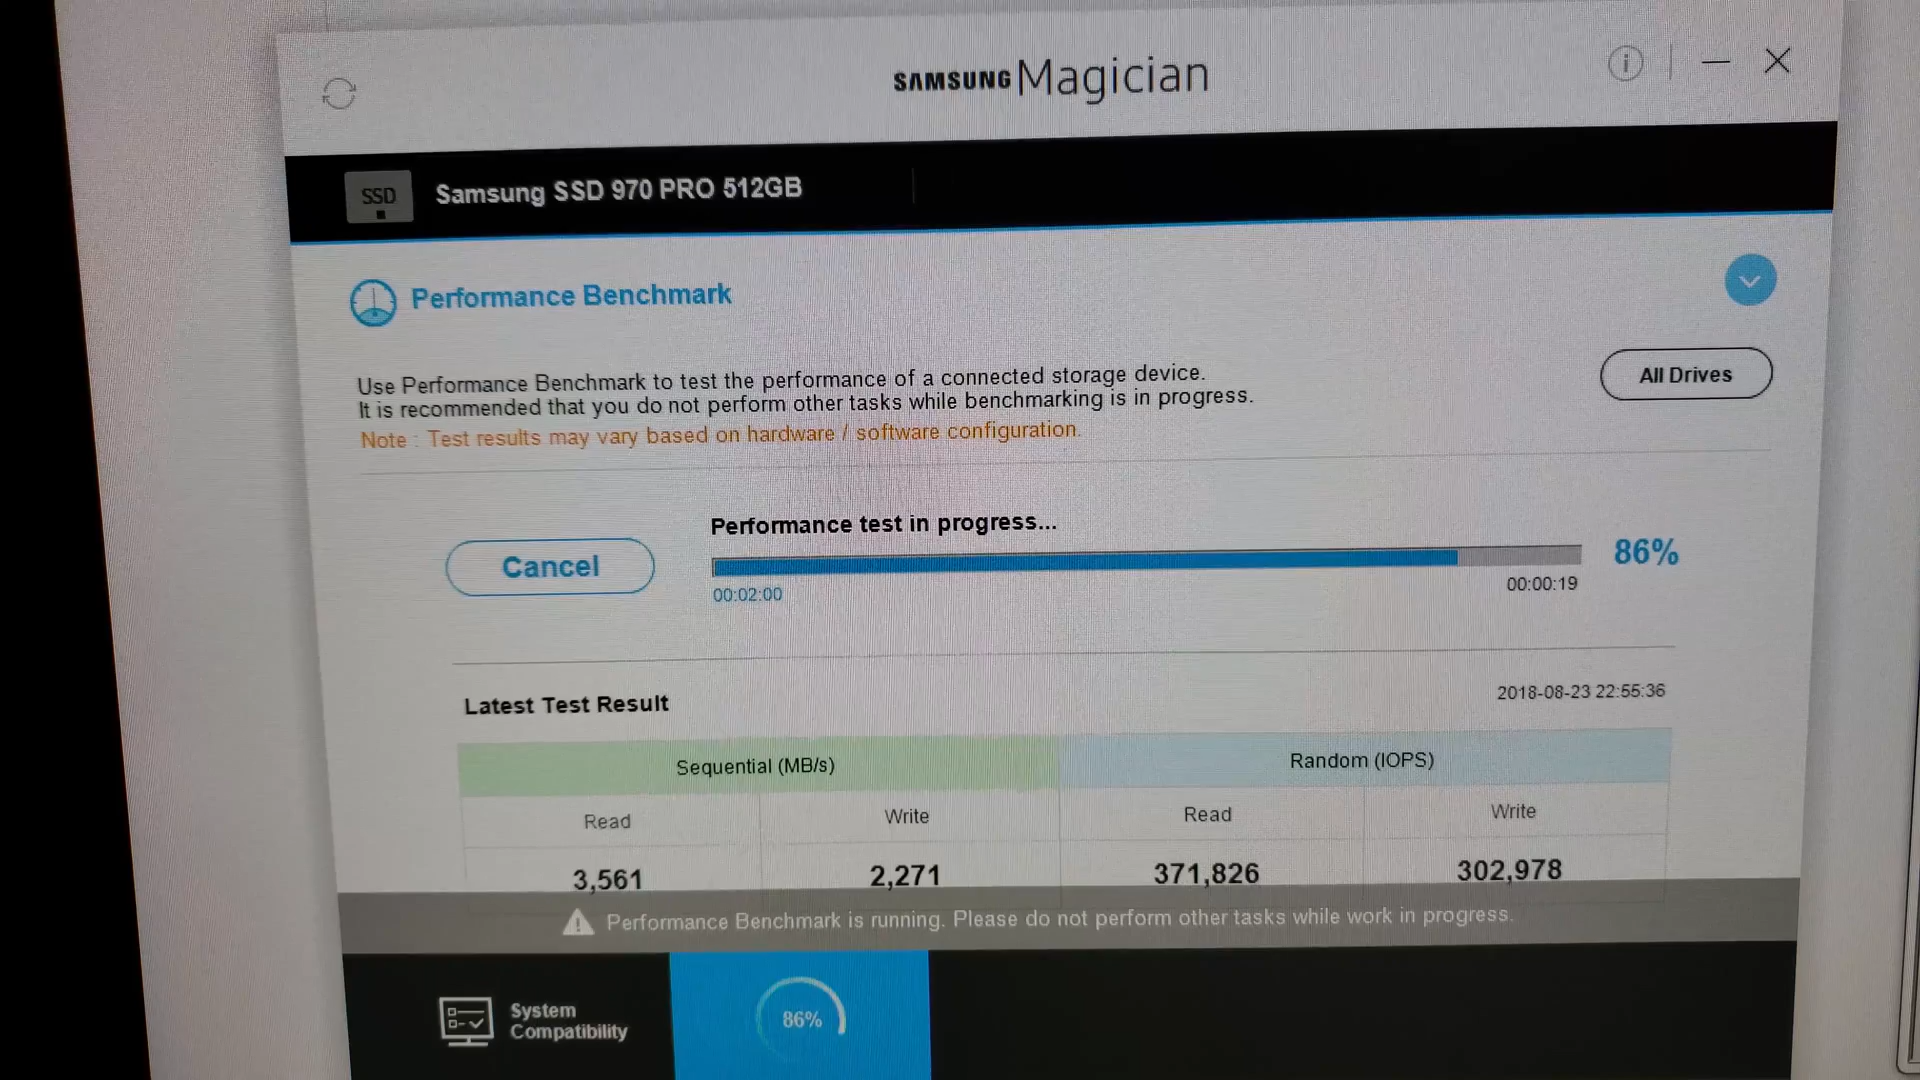 SAMSUNG Magician
SSD
Samsung SSD 970 PRO 512GB
Performance Benchmark
Use Performance Benchmark to test the performance of a connected storage device.
It is recommended that you do not perform other tasks while benchmarking is in progress.
Note : Test results may vary based on hardware / software configuration.
All Drives
Cancel
Performance test in progress...
86%
00:02:00
00:00:19
Latest Test Result
2018-08-23 22:55:36
Sequential (MB/s)
Random (IOPS)
Read
Write
Read
Write
3,561
2,271
371,826
302,978
Performance Benchmark is running. Please do not perform other tasks while work in progress.
System
Compatibility
86%